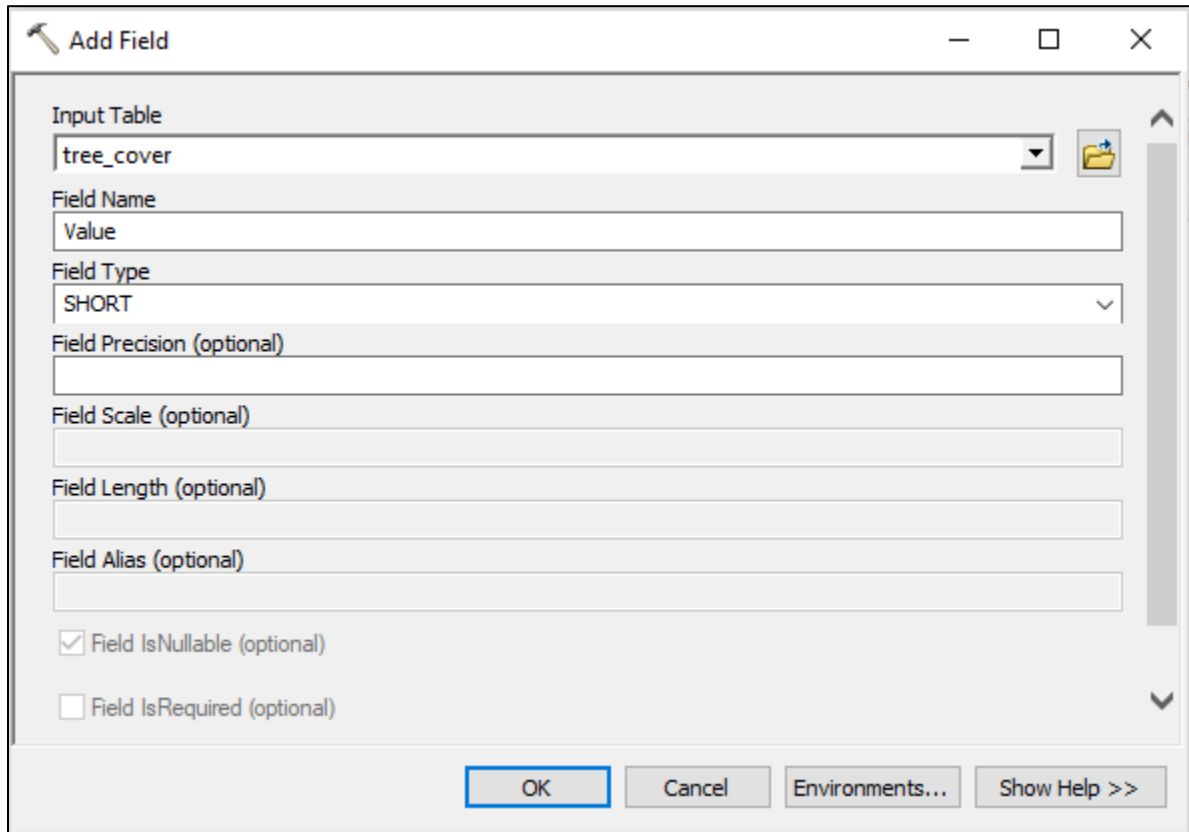 Add Field
Input Table
tree_cover
Field Name
Value
Field Type
SHORT
Field Precision (optional)
Field Scale (optional)
Field Length (optional)
Field Alias (optional)
Field IsNullable (optional)
Field IsRequired (optional)
OK Cancel Environments... Show Help >>